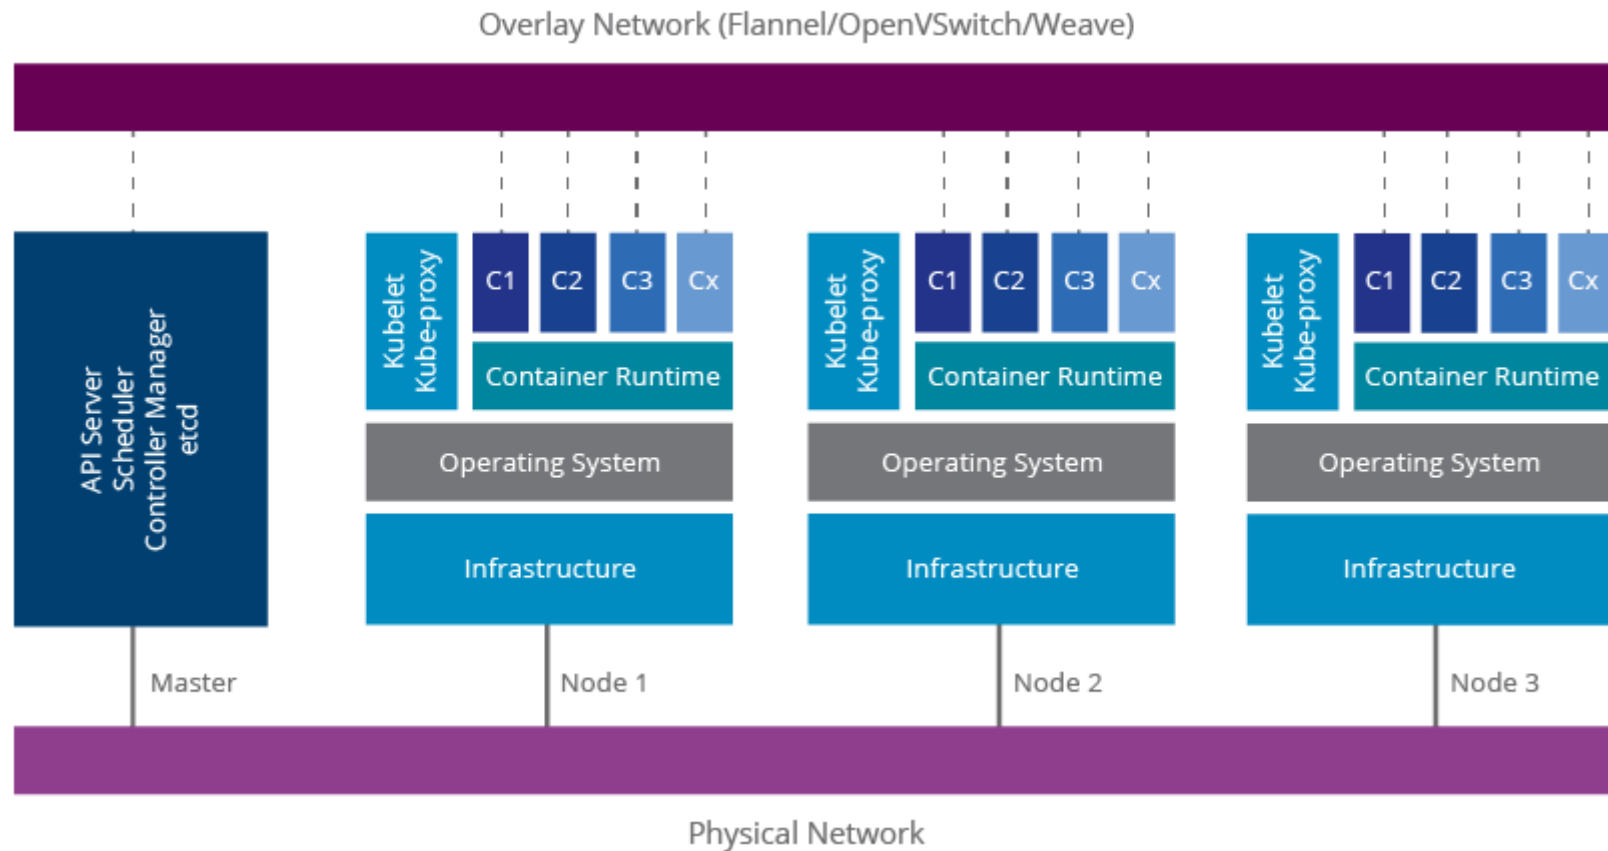 Overlay Network (Flannel/OpenVSwitch/Weave)
API Server
Scheduler
Controller Manager
etcd
Master
Kubelet
Kube-proxy
C1
C2
C3
Cx
Container Runtime
Operating System
Infrastructure
Node 1
Kubelet
Kube-proxy
C1
C2
C3
Cx
Container Runtime
Operating System
Infrastructure
Node 2
Kubelet
Kube-proxy
C1
C2
C3
Cx
Container Runtime
Operating System
Infrastructure
Node 3
Physical Network